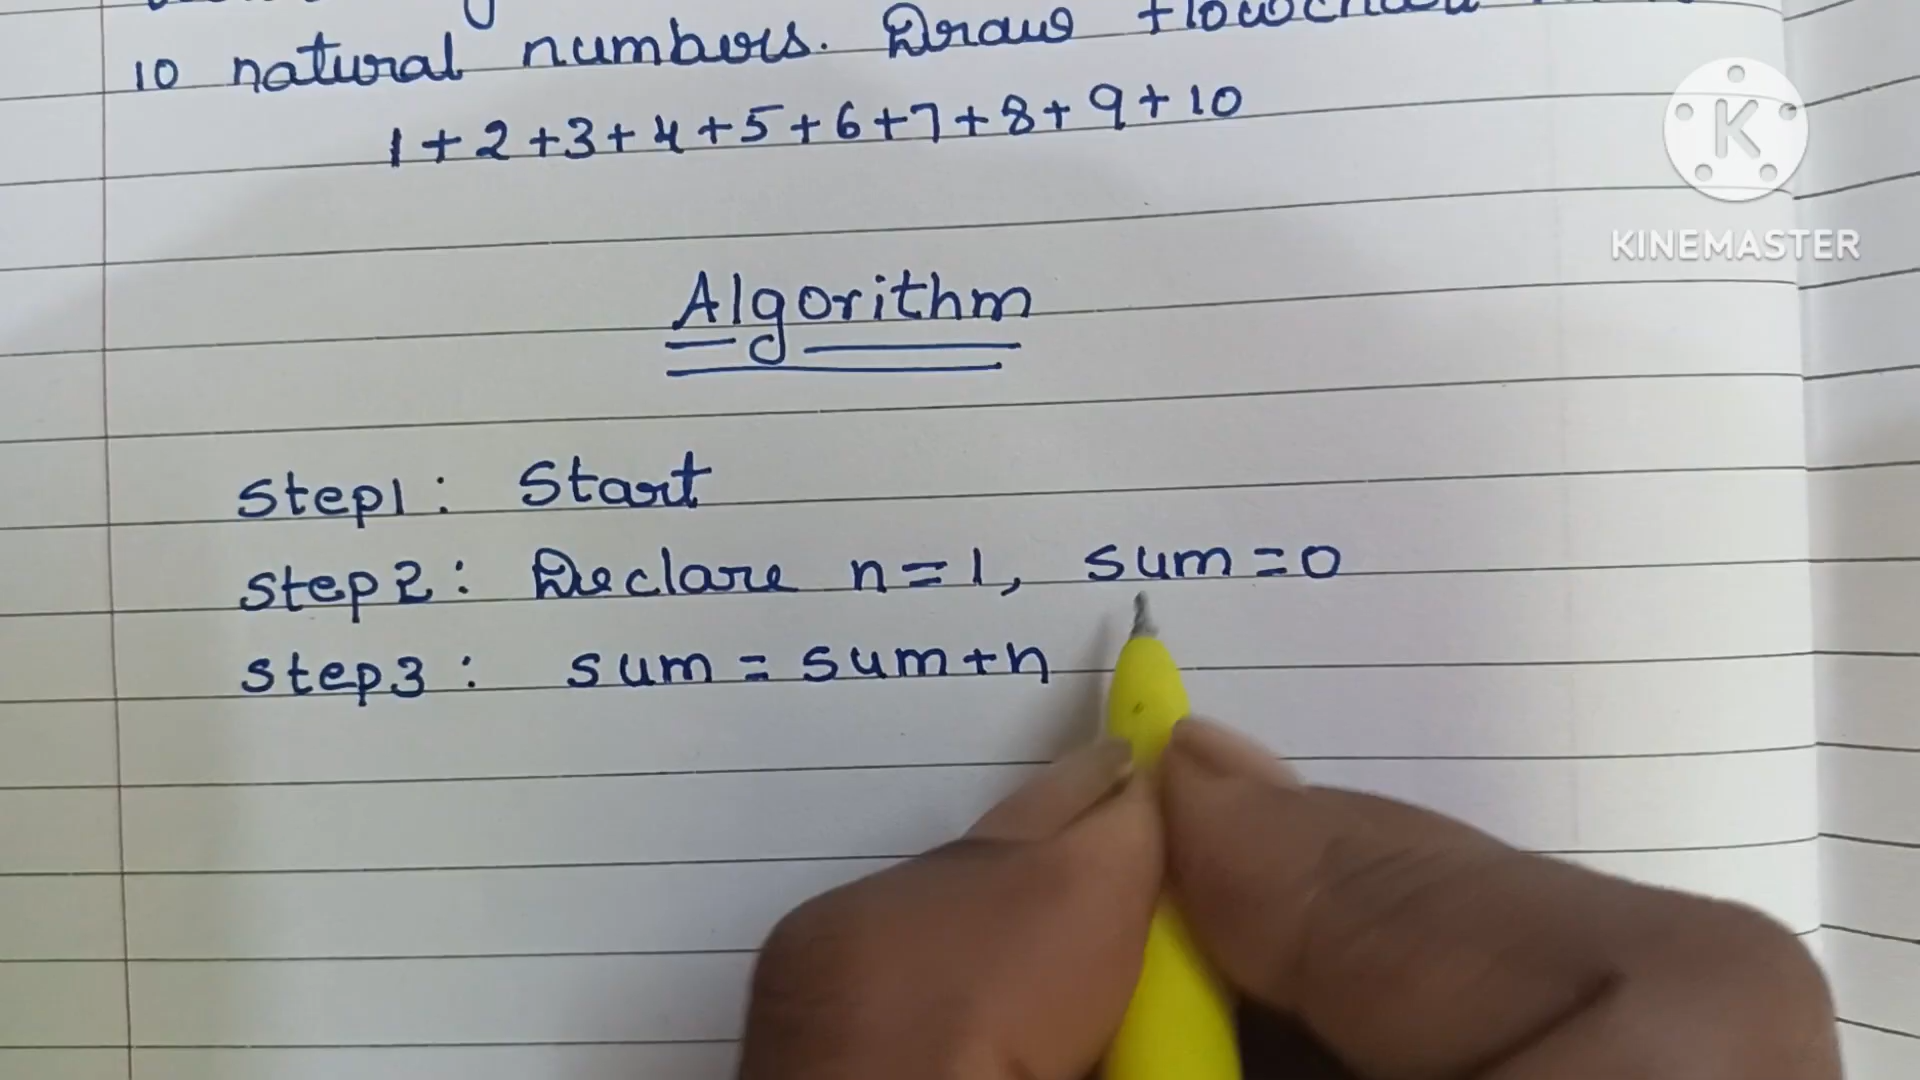 10 natural numbers. Draw flowchart
1+2+3+4+5+6+7+8+9+10
K
KINEMASTER
Algorithm
Step1: Start
Step2: Declare n=1, sum=0
Step3: sum = sum+n